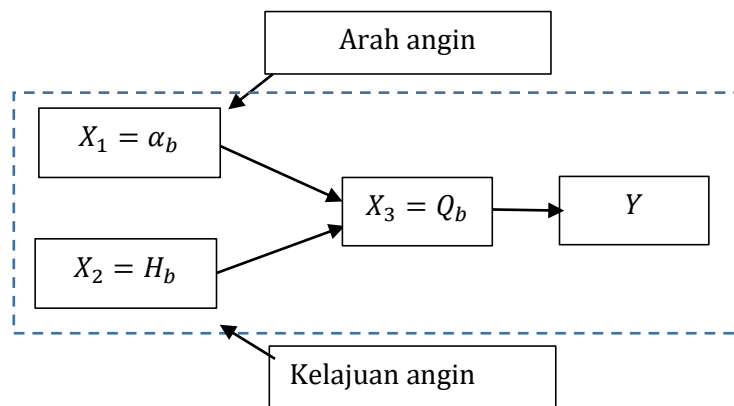 Arah angin
X₁ = α_b
X₃ = Q_b
Y
X₂ = H_b
Kelajuan angin